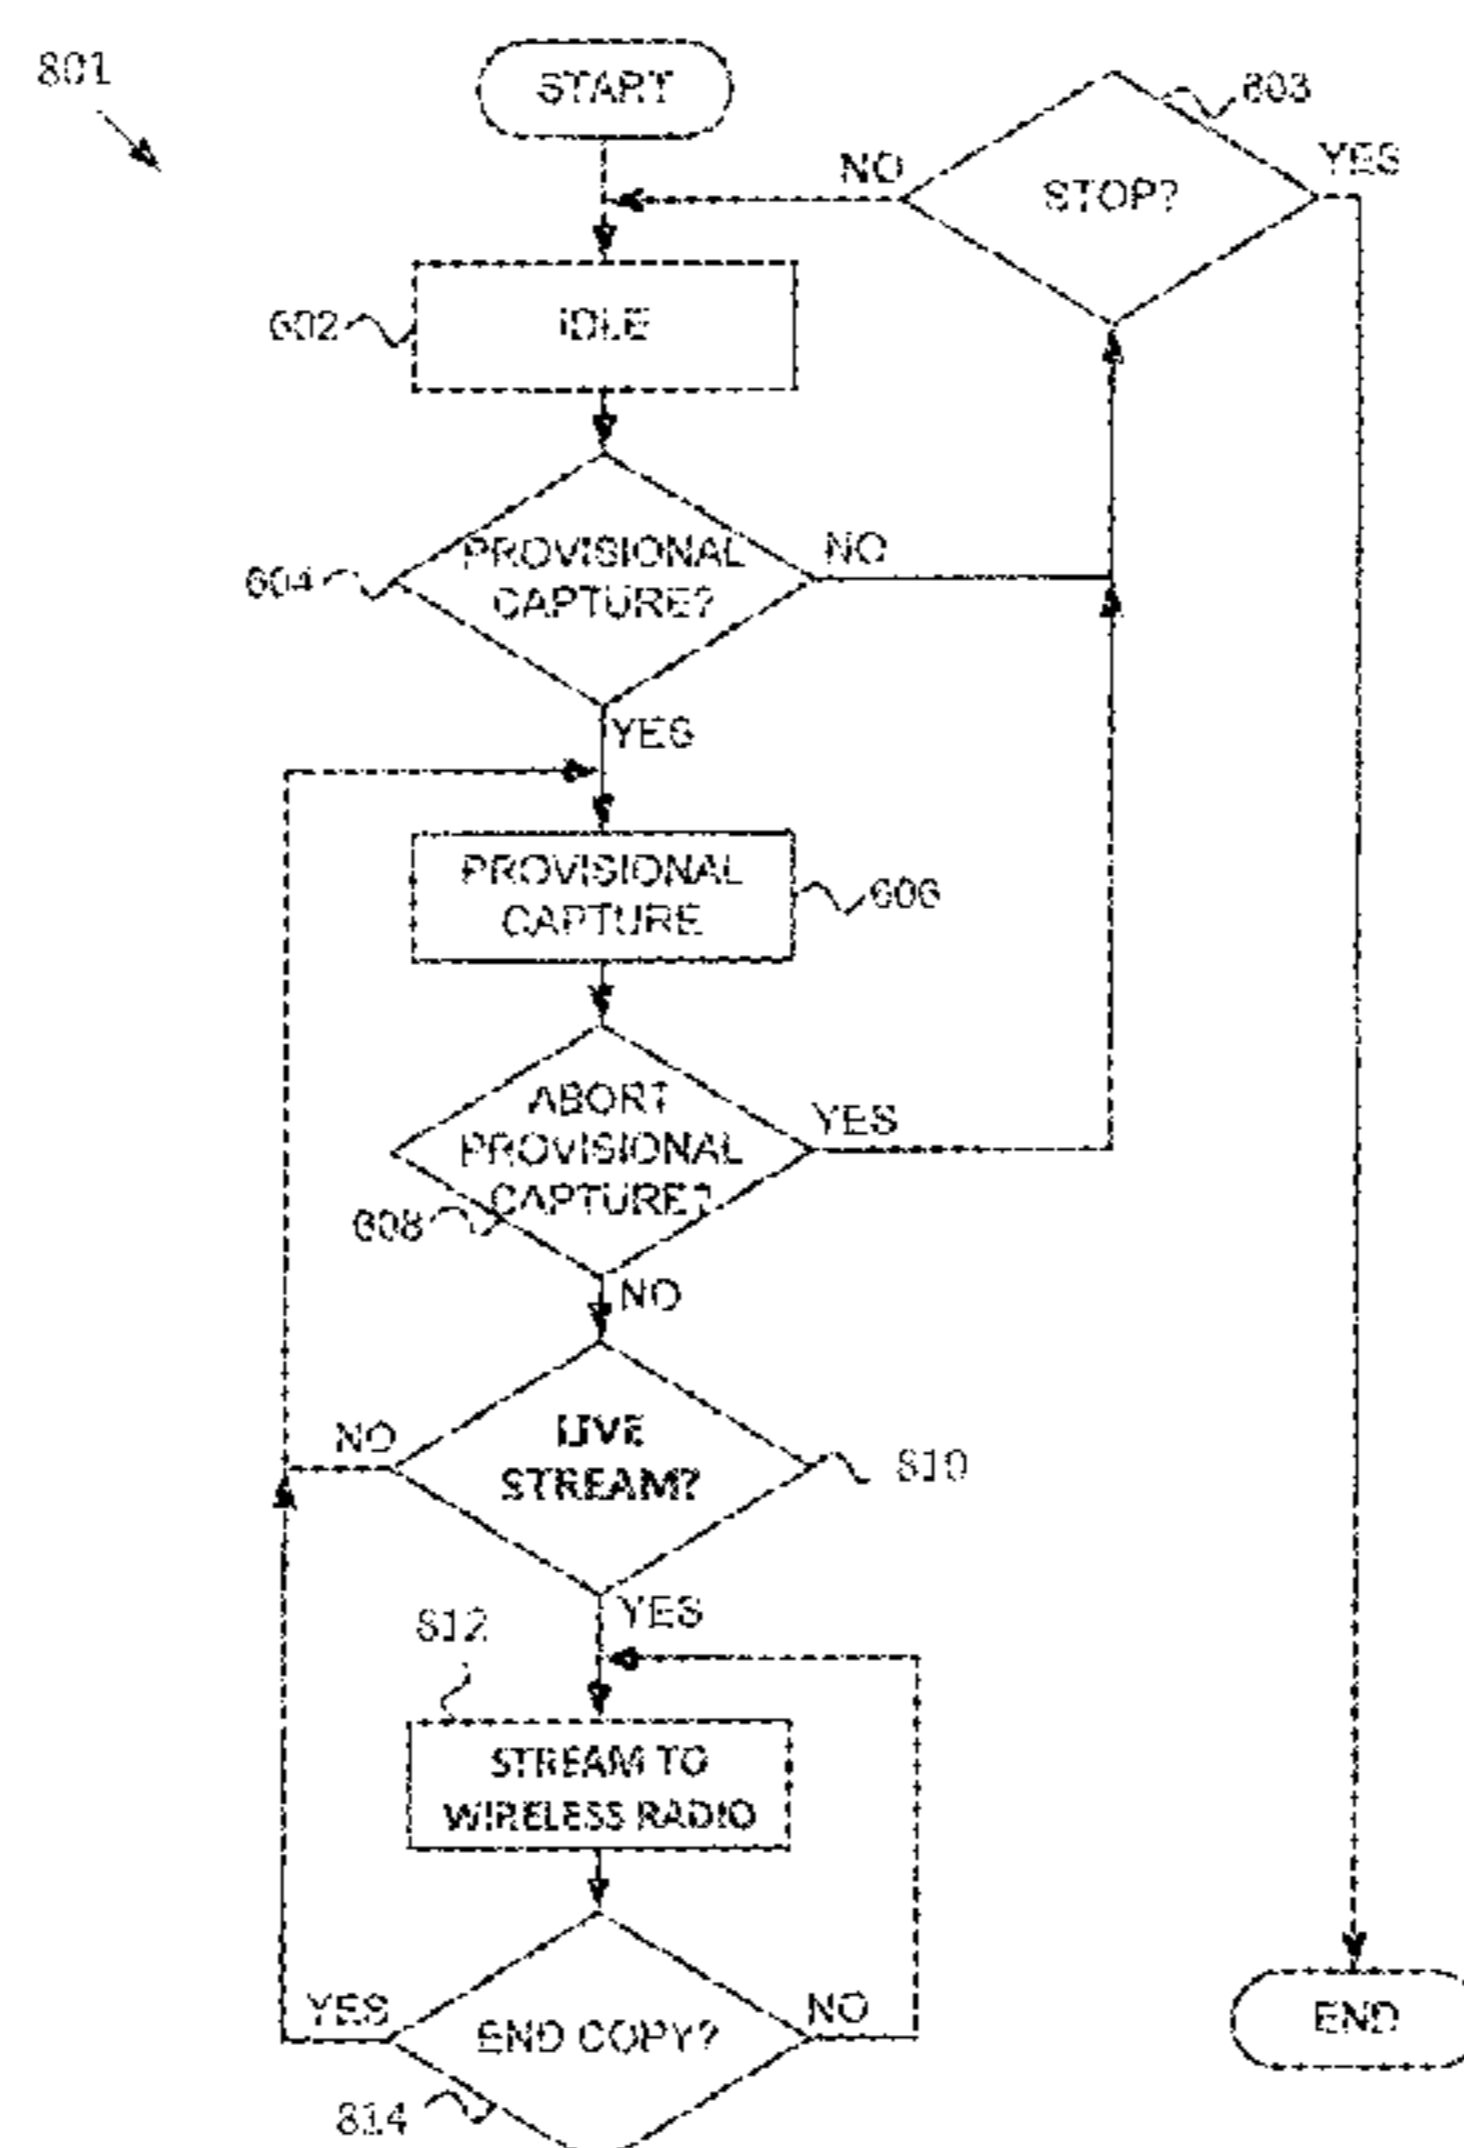 801
START
603
NO
YES
STOP?
602
IDLE
PROVISIONAL
CAPTURE?
NO
604
YES
PROVISIONAL
CAPTURE
606
ABORT
PROVISIONAL
CAPTURE?
YES
608
NO
LIVE
STREAM?
NO
810
YES
812
STREAM TO
WIRELESS RADIO
YES
END COPY?
NO
END
814